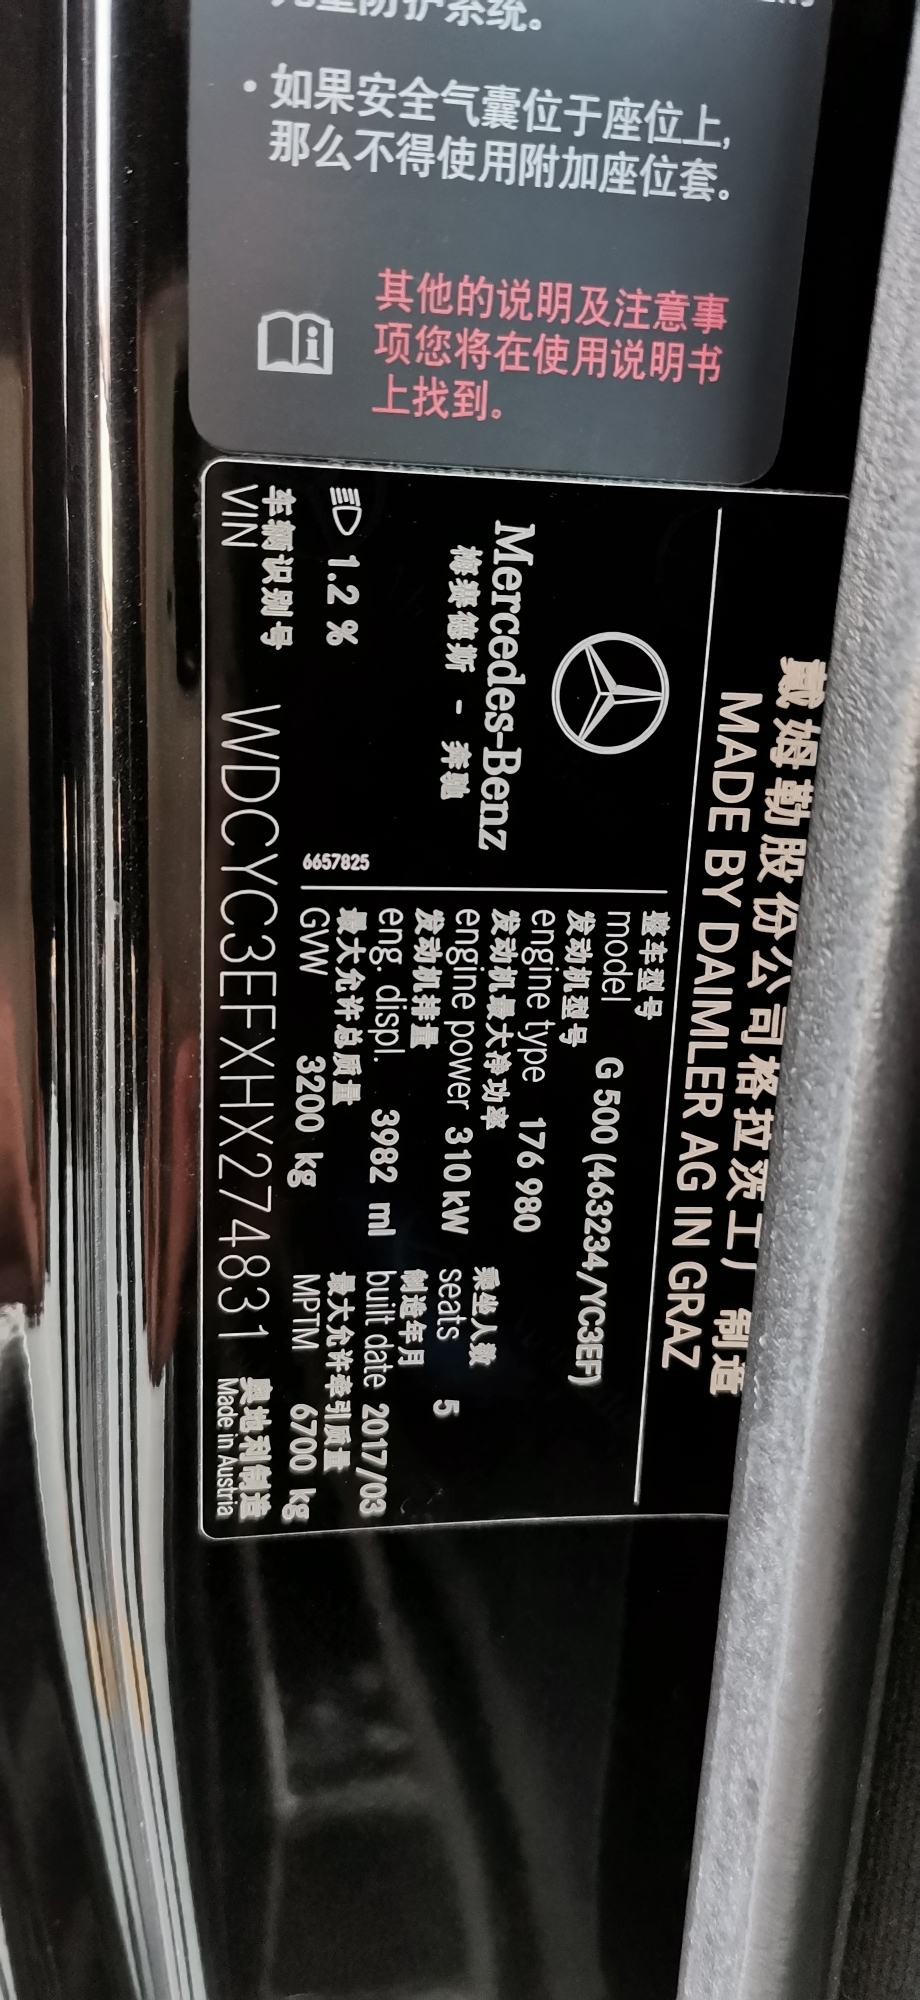 如果安全气囊位于座位上,
那么不得使用附加座位套。
其他的说明及注意事
项您将在使用说明书
上找到。
戴姆勒股份公司格拉茨工厂 制造
MADE BY DAIMLER AG IN GRAZ
Mercedes-Benz
梅赛德斯 - 奔驰
1.2 %
6657825
整车型号
model G 500 (463234/YC3EF)
发动机型号
engine type 176 980
发动机最大净功率 乘坐人数
engine power 310 kW seats 5
发动机排量 制造年月
eng. displ. 3982 ml built date 2017/03
最大允许总质量 最大允许牵引质量
GVW 3200 kg MPTM 6700 kg
车辆识别号 奥地利制造
VIN WDCYC3EFXHX274831 Made in Austria